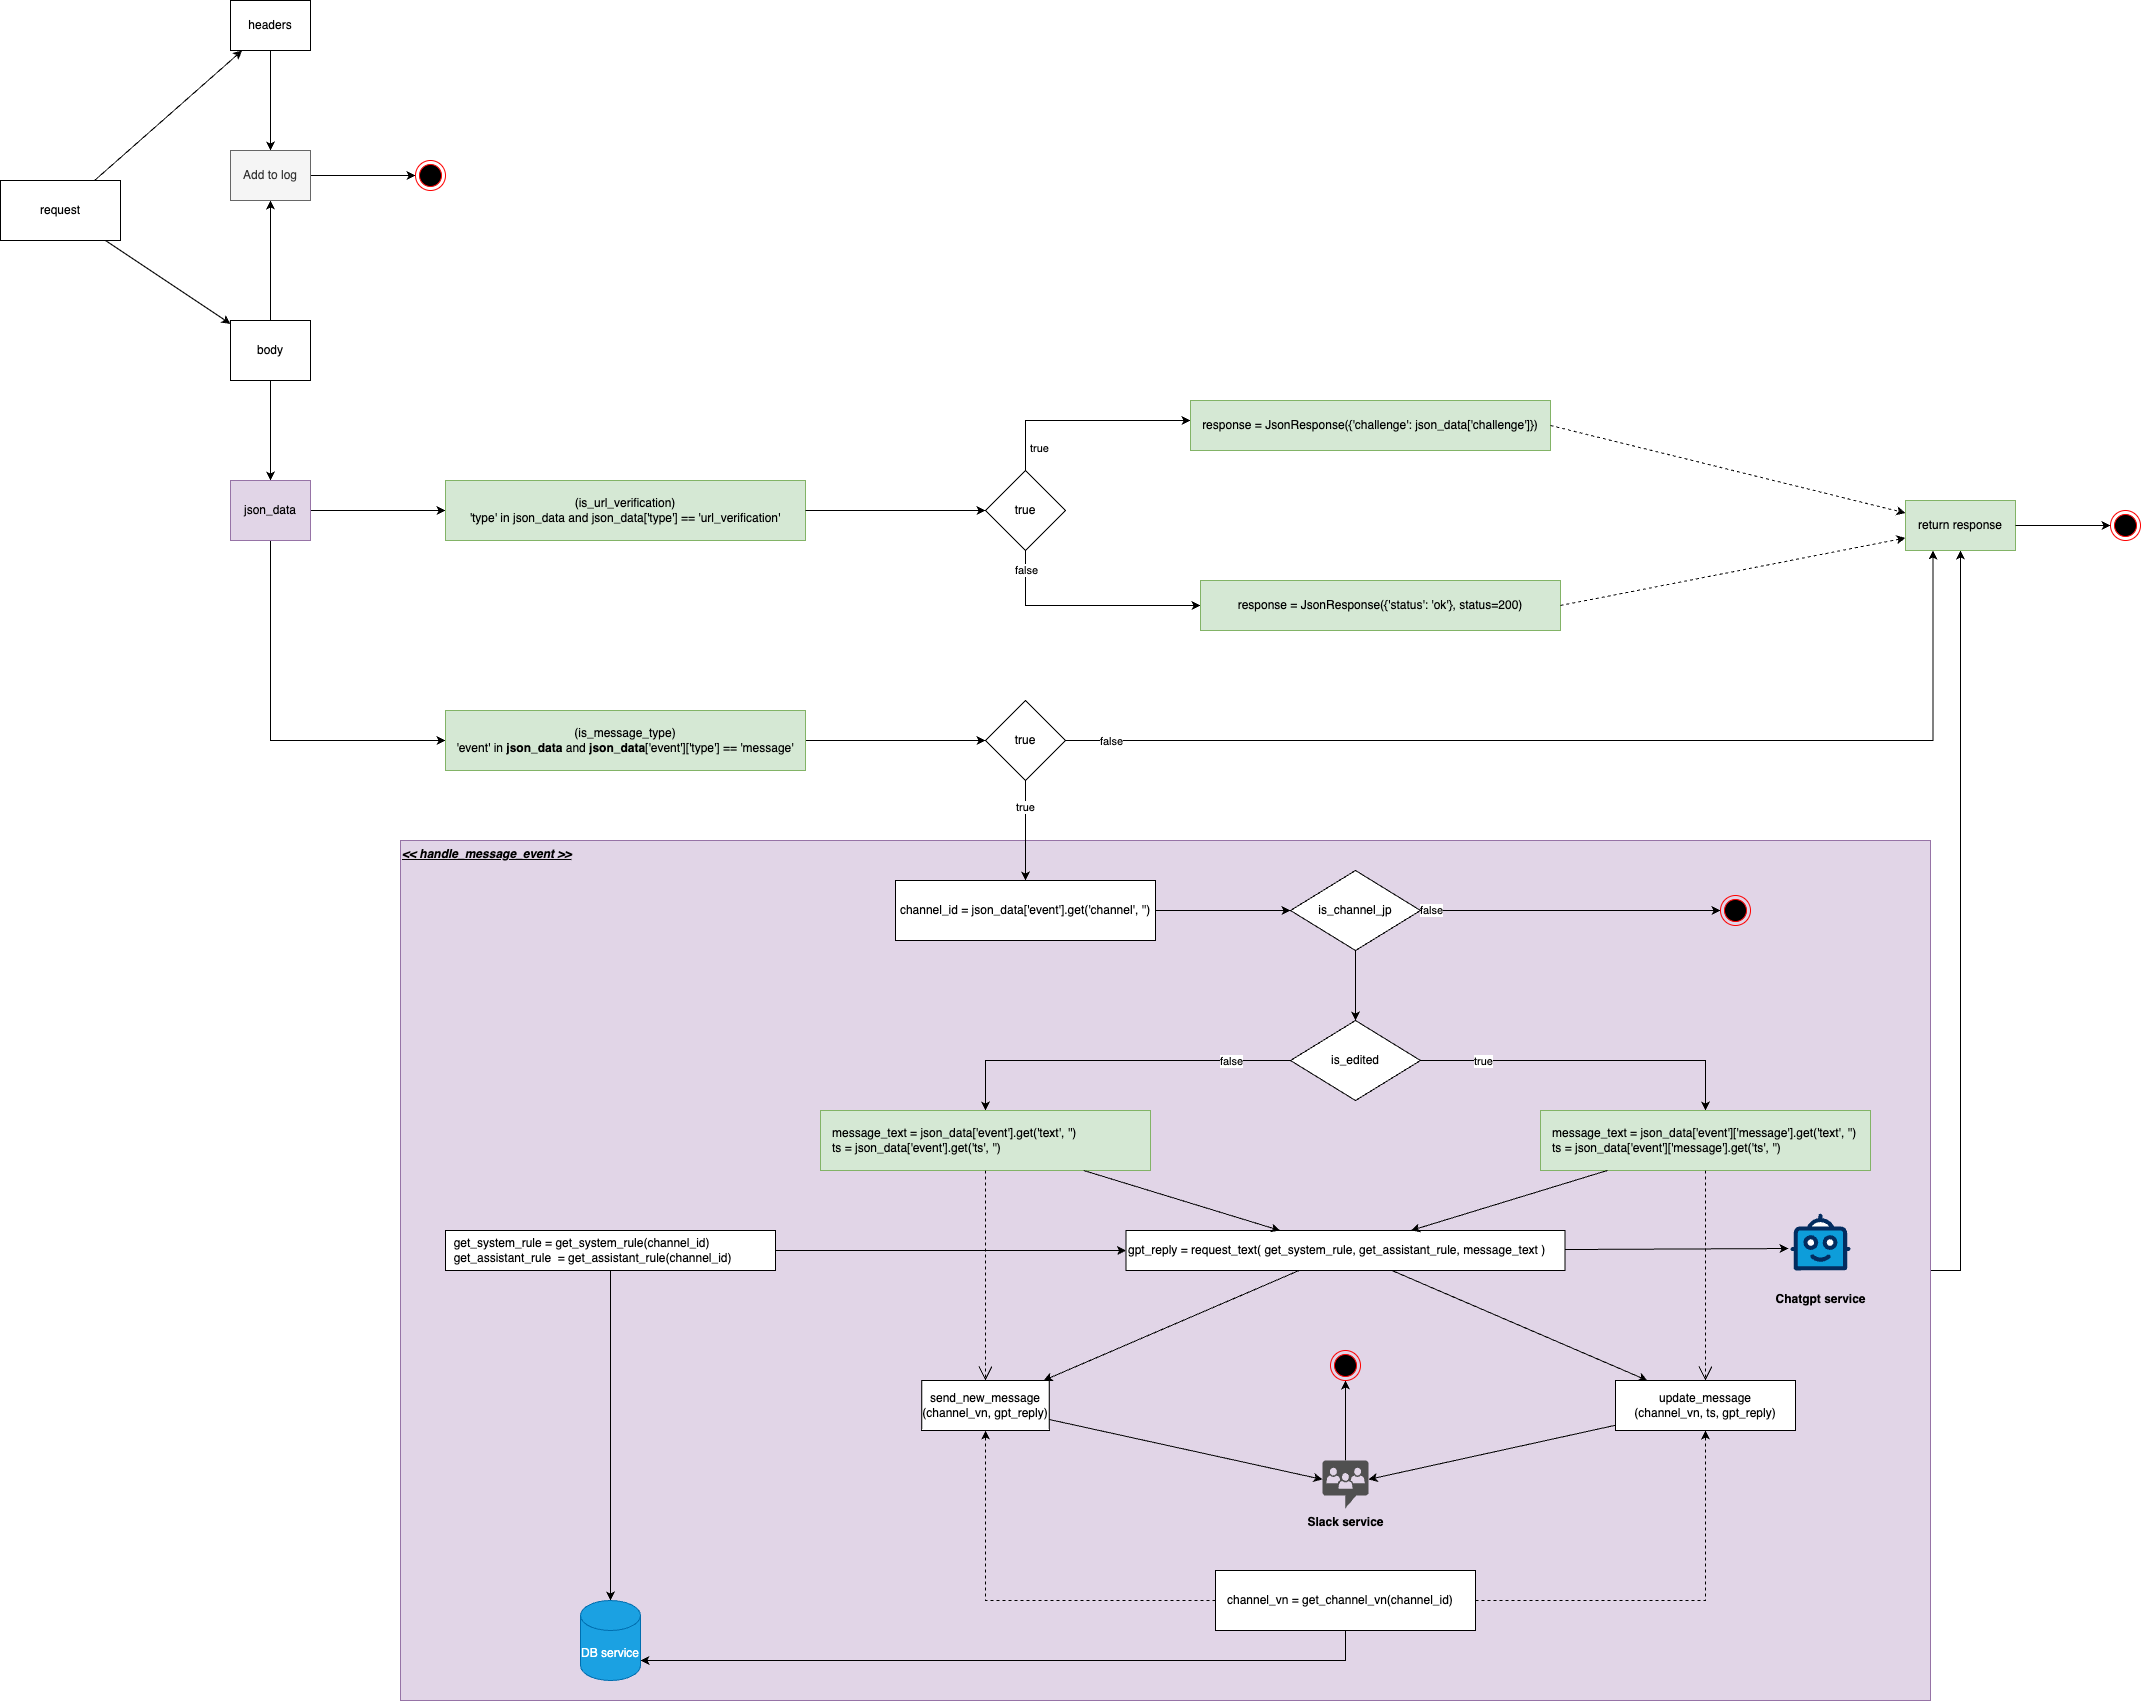 headers
Add to log
request
body
json_data
(is_url_verification)
'type' in json_data and json_data['type'] == 'url_verification'
true
true
false
response = JsonResponse({'challenge': json_data['challenge']})
response = JsonResponse({'status': 'ok'}, status=200)
return response
(is_message_type)
'event' in json_data and json_data['event']['type'] == 'message'
true
false
true
<< handle_message_event >>
channel_id = json_data['event'].get('channel', '')
is_channel_jp
false
is_edited
false
true
message_text = json_data['event'].get('text', '')
ts = json_data['event'].get('ts', '')
message_text = json_data['event']['message'].get('text', '')
ts = json_data['event']['message'].get('ts', '')
get_system_rule = get_system_rule(channel_id)
get_assistant_rule  = get_assistant_rule(channel_id)
gpt_reply = request_text( get_system_rule, get_assistant_rule, message_text )
Chatgpt service
send_new_message
(channel_vn, gpt_reply)
update_message
(channel_vn, ts, gpt_reply)
Slack service
channel_vn = get_channel_vn(channel_id)
DB service